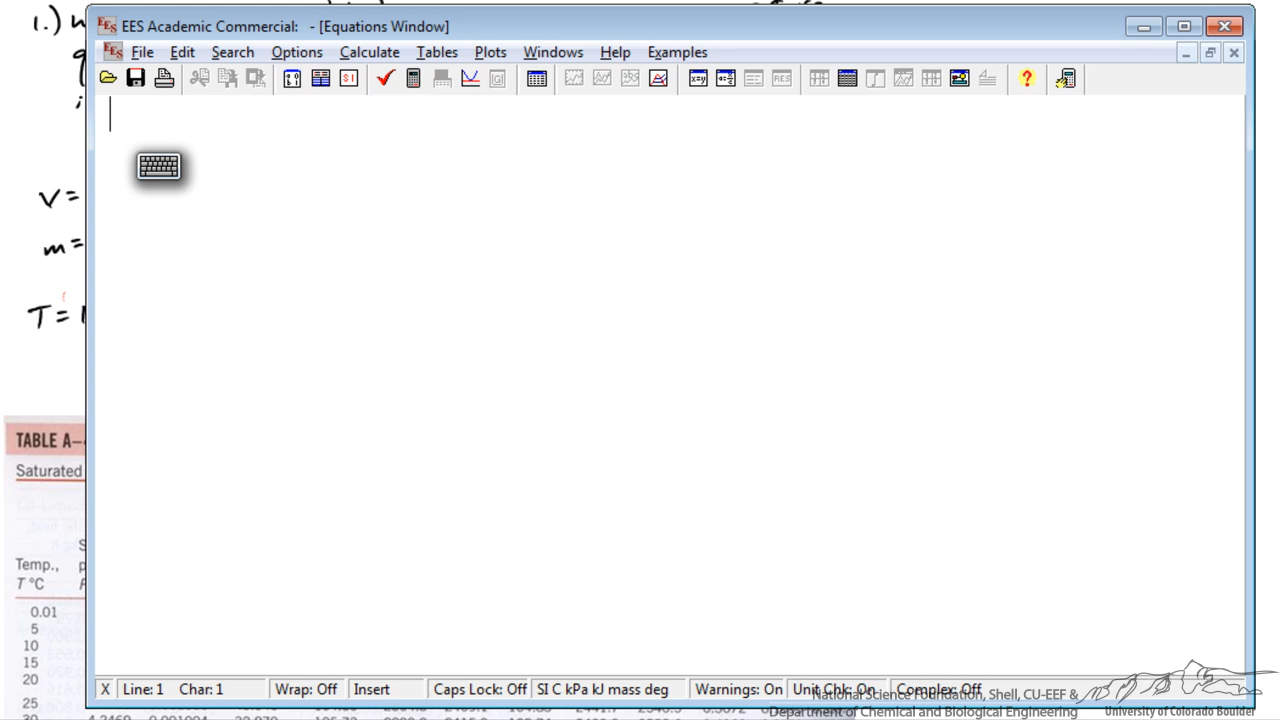 1.)
EES Academic Commercial: - [Equations Window]
File Edit Search Options Calculate Tables Plots Windows Help Examples
V =
m =
T = 1
TABLE A–
Saturated
S
Temp., p
T °C
0.01
5
10
15
20
25
30
X Line: 1 Char: 1 Wrap: Off Insert Caps Lock: Off SI C kPa kJ mass deg Warnings: On Unit Chk: On Complex: Off
National Science Foundation, Shell, CU-EEF &
Department of Chemical and Biological Engineering
University of Colorado Boulder